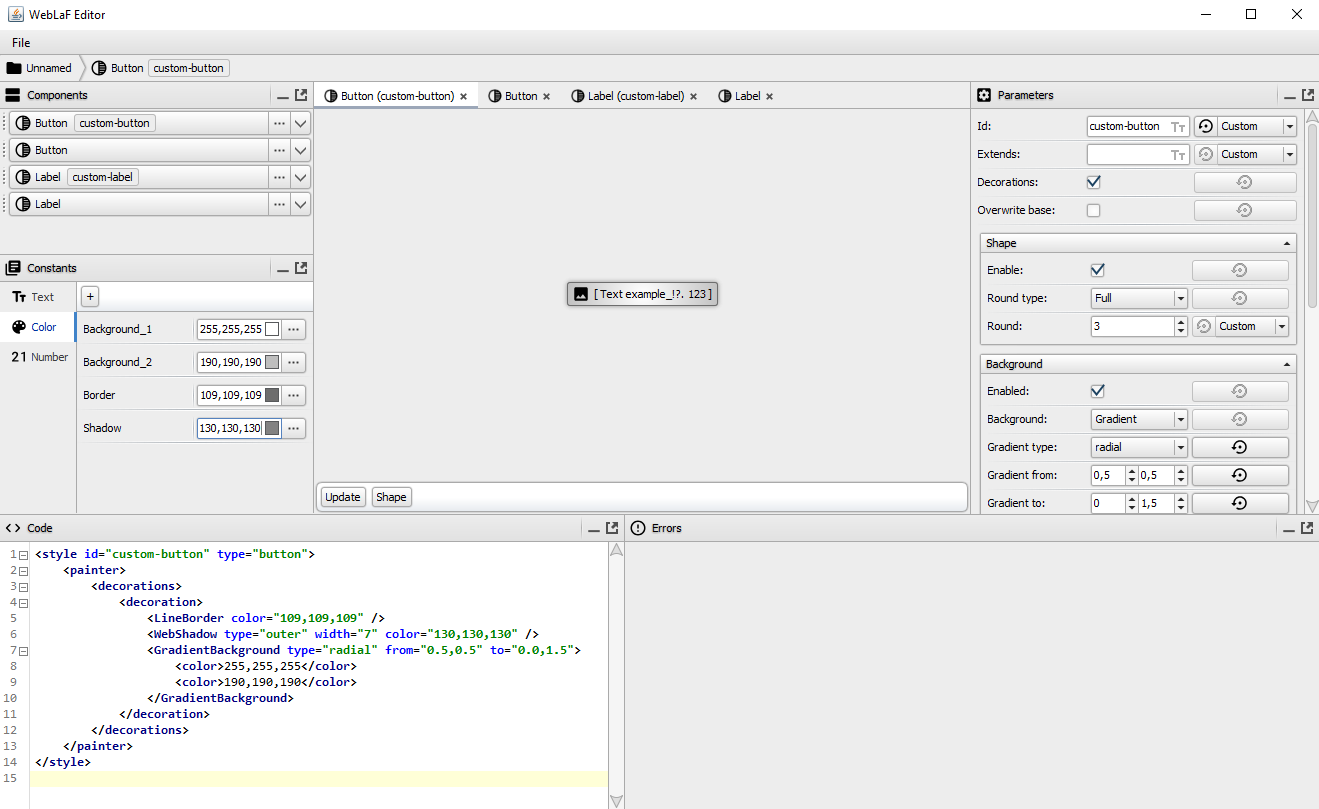 WebLaF Editor
File
Unnamed Button custom-button
Components
Button custom-button
Button
Label custom-label
Label
Constants
Text
Color
21 Number
+
Background_1 255,255,255
Background_2 190,190,190
Border 109,109,109
Shadow 130,130,130
Button (custom-button) Button Label (custom-label) Label
[ Text example_!?. 123 ]
Update Shape
Parameters
Id: custom-button Custom
Extends: Custom
Decorations:
Overwrite base:
Shape
Enable:
Round type: Full
Round: 3 Custom
Background
Enabled:
Background: Gradient
Gradient type: radial
Gradient from: 0,5 0,5
Gradient to: 0 1,5
Code
1 <style id="custom-button" type="button">
2 <painter>
3 <decorations>
4 <decoration>
5 <LineBorder color="109,109,109" />
6 <WebShadow type="outer" width="7" color="130,130,130" />
7 <GradientBackground type="radial" from="0.5,0.5" to="0.0,1.5">
8 <color>255,255,255</color>
9 <color>190,190,190</color>
10 </GradientBackground>
11 </decoration>
12 </decorations>
13 </painter>
14 </style>
15
Errors